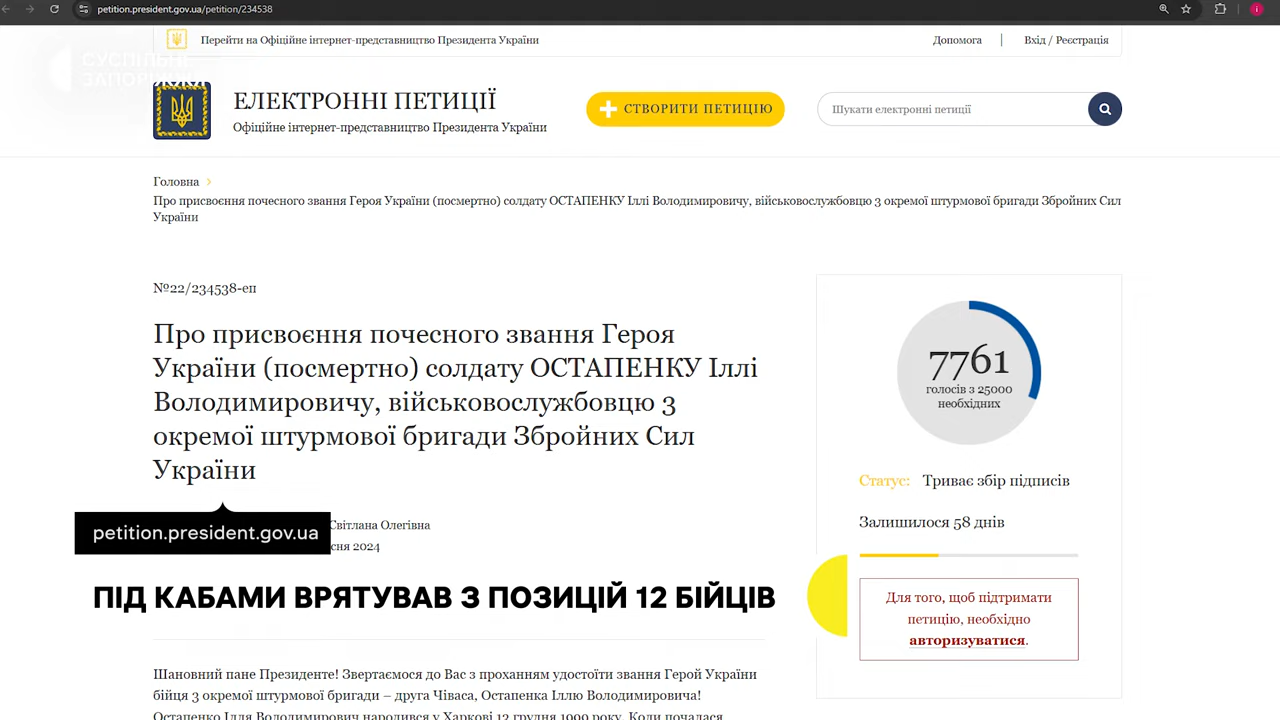 petition.president.gov.ua/petition/234538
Перейти на Офіційне інтернет-представництво Президента України
Допомога
Вхід / Реєстрація
СУСПІЛЬНЕ
ЗАПОРІЖЖЯ
ЕЛЕКТРОННІ ПЕТИЦІЇ
Офіційне інтернет-представництво Президента України
СТВОРИТИ ПЕТИЦІЮ
Шукати електронні петиції
Головна
Про присвоєння почесного звання Героя України (посмертно) солдату ОСТАПЕНКУ Іллі Володимировичу, військовослужбовцю 3 окремої штурмової бригади Збройних Сил
України
№22/234538-еп
Про присвоєння почесного звання Героя
України (посмертно) солдату ОСТАПЕНКУ Іллі
Володимировичу, військовослужбовцю 3
окремої штурмової бригади Збройних Сил
України
Світлана Олегівна
сня 2024
petition.president.gov.ua
ПІД КАБАМИ ВРЯТУВАВ З ПОЗИЦІЙ 12 БІЙЦІВ
7761
голосів з 25000
необхідних
Статус: Триває збір підписів
Залишилося 58 днів
Для того, щоб підтримати
петицію, необхідно
авторизуватися.
Шановний пане Президенте! Звертаємося до Вас з проханням удостоїти звання Герой України
бійця 3 окремої штурмової бригади – друга Чіваса, Остапенка Іллю Володимировича!
Остапенко Ілля Володимирович народився у Харкові 12 грудня 1999 року. Коли почалася